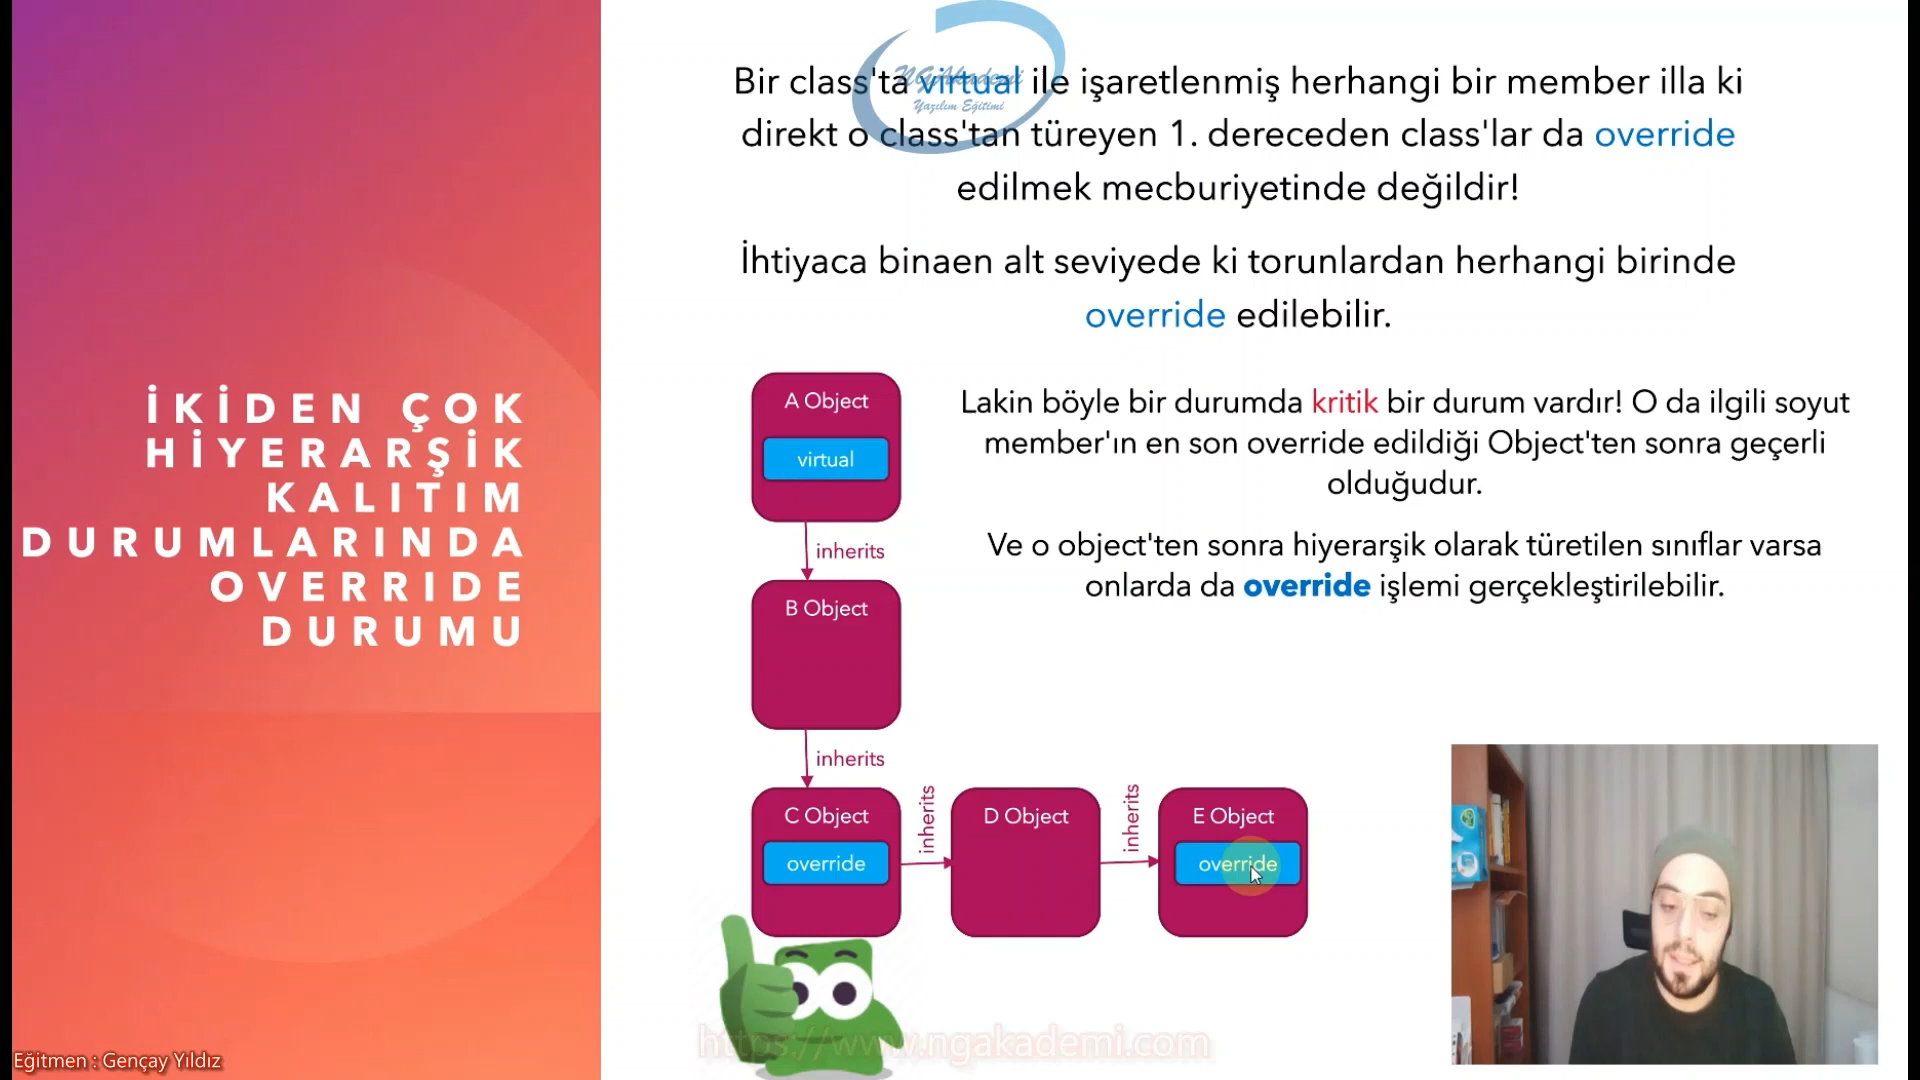 İKİDEN ÇOK
HİYERARŞİK
KALITIM
DURUMLARINDA
OVERRIDE
DURUMU
Eğitmen : Gençay Yıldız
NGAkademi
Yazılım Eğitimi
Bir class'ta virtual ile işaretlenmiş herhangi bir member illa ki
direkt o class'tan türeyen 1. dereceden class'lar da override
edilmek mecburiyetinde değildir!
İhtiyaca binaen alt seviyede ki torunlardan herhangi birinde
override edilebilir.
Lakin böyle bir durumda kritik bir durum vardır! O da ilgili soyut
member'ın en son override edildiği Object'ten sonra geçerli
olduğudur.
Ve o object'ten sonra hiyerarşik olarak türetilen sınıflar varsa
onlarda da override işlemi gerçekleştirilebilir.
A Object
virtual
inherits
B Object
inherits
C Object
override
inherits
D Object
inherits
E Object
override
https://www.ngakademi.com